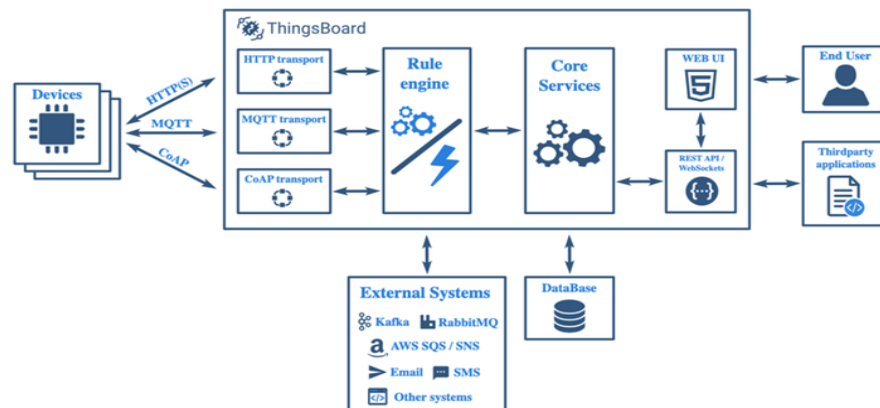 ThingsBoard
Devices
HTTP(S)
MQTT
CoAP
HTTP transport
MQTT transport
CoAP transport
Rule
engine
Core
Services
WEB UI
REST API /
WebSockets
End User
Thirdparty
applications
External Systems
Kafka
RabbitMQ
AWS SQS / SNS
Email
SMS
Other systems
DataBase